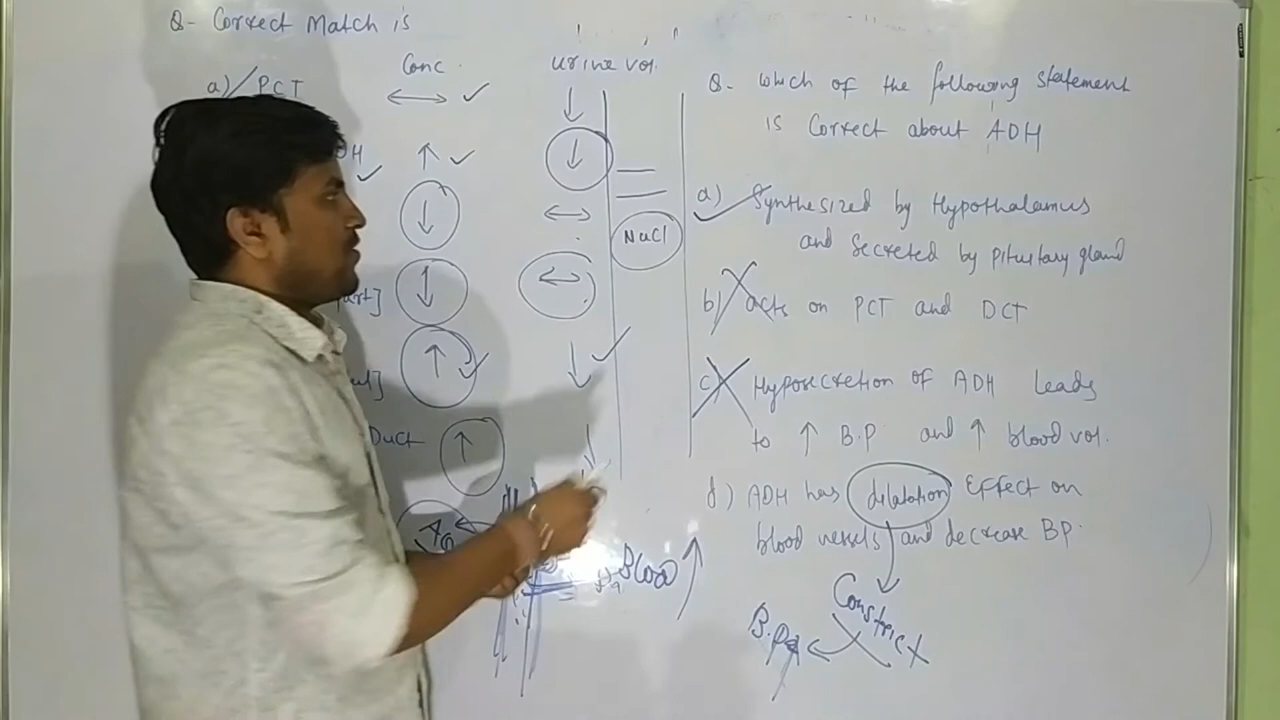 Q- Correct Match is
Conc.
Urine Vol.
a) PCT ↔ ✓ ↓
↑ ✓ ↓
↓ ↔
NaCl
↕ ↔
↑ ✓ ↓ ✓
Duct ↑ ↓
Blood ↑
Q- Which of the following statement
is Correct about ADH
a) Synthesized by Hypothalamus
and Secreted by pituitary gland
b) acts on PCT and DCT
c) Hyposecretion of ADH Leads
to ↑ B.P and ↑ blood vol.
d) ADH has dilatation Effect on
blood vessels and decrease BP.
Constrict
B.P